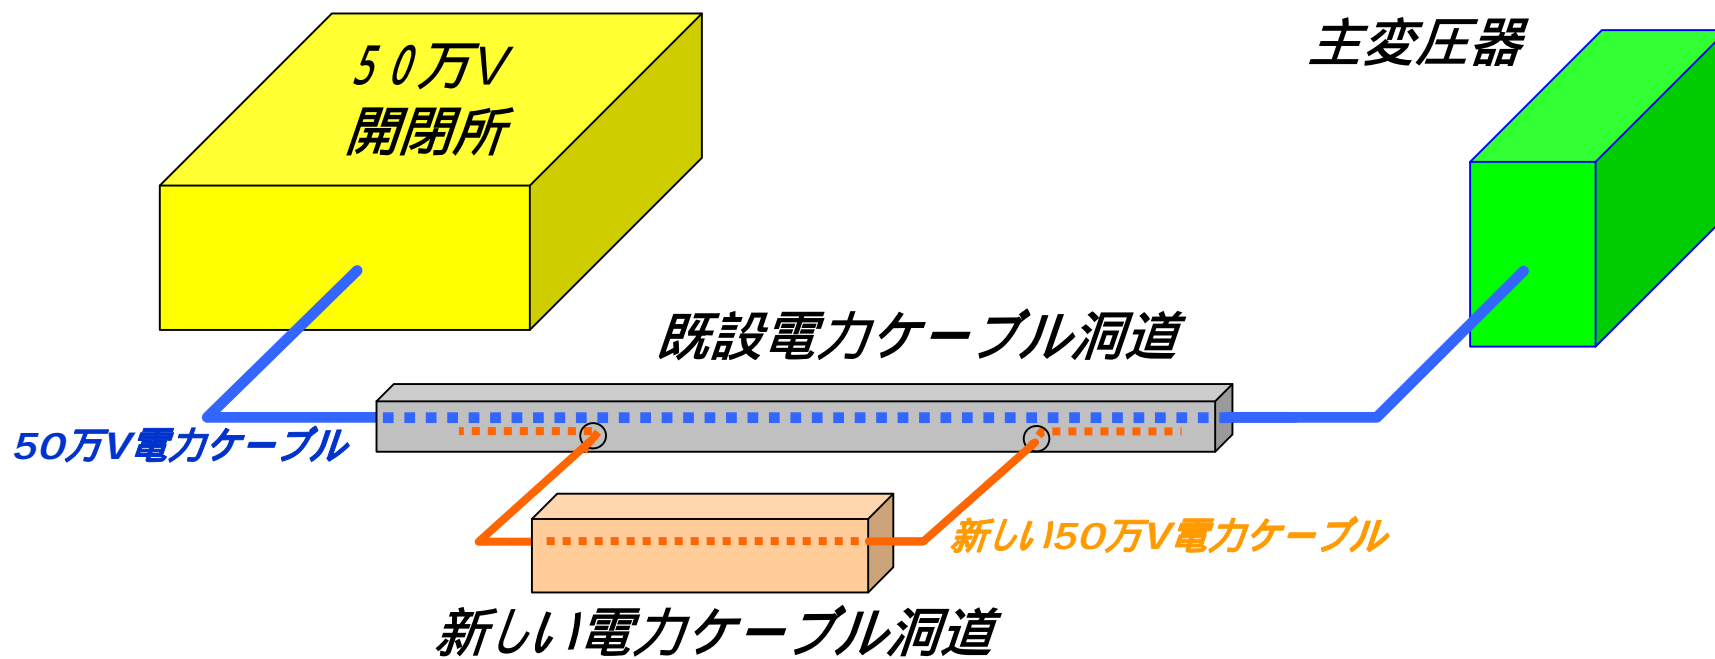 ５０万V
開閉所
主変圧器
既設電力ケーブル洞道
50万V電力ケーブル
新しい50万V電力ケーブル
新しい電力ケーブル洞道